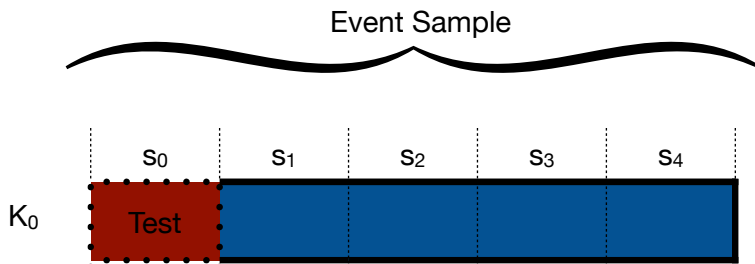 Event Sample
s₀ s₁ s₂ s₃ s₄
K₀ Test